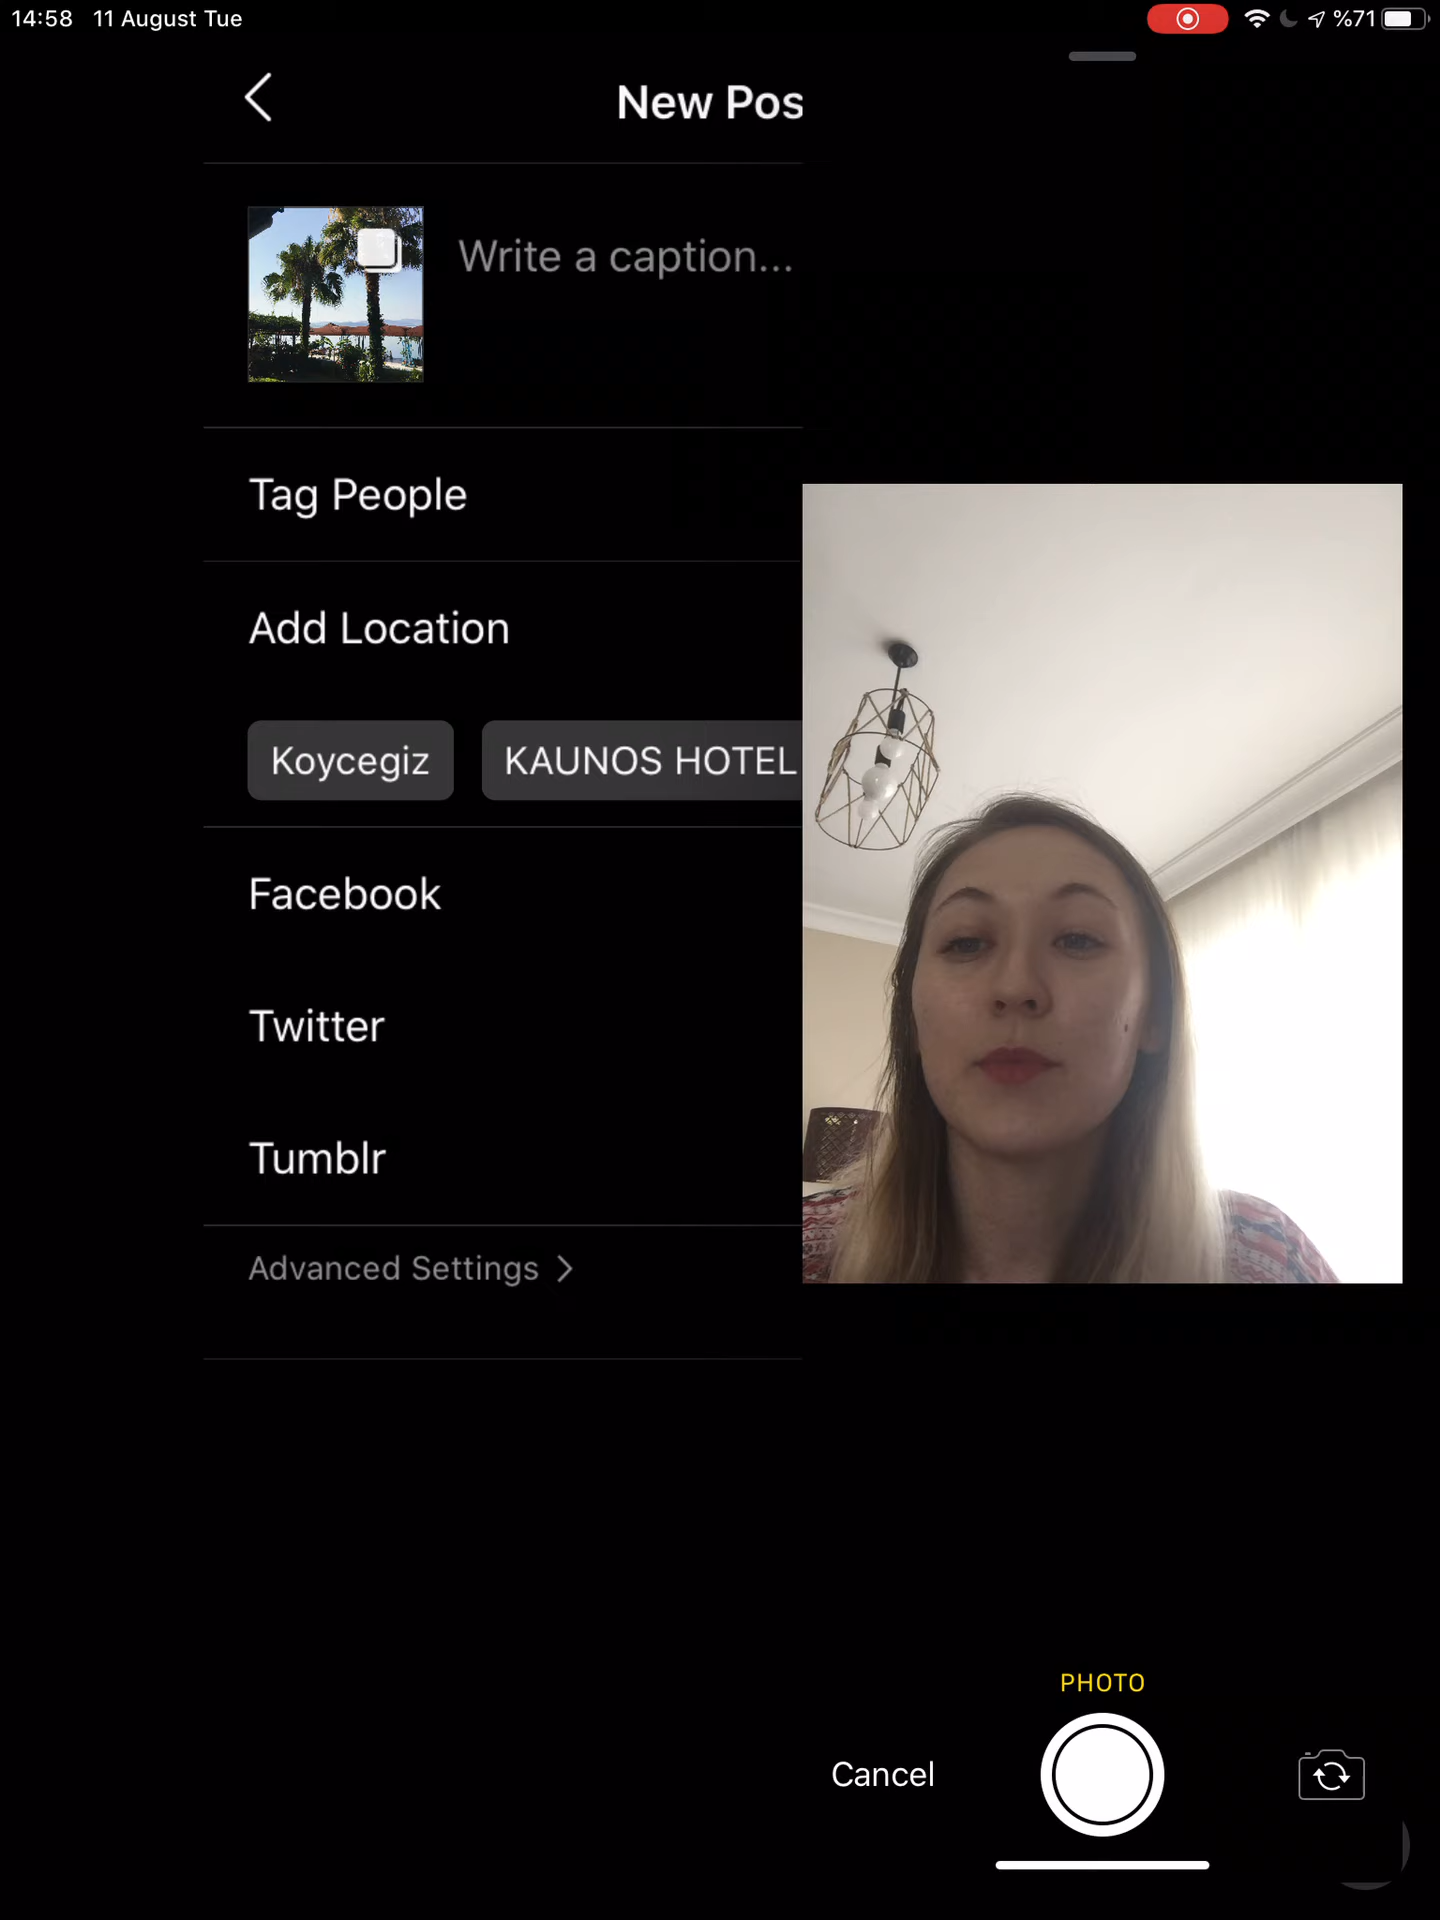 14:58 11 August Tue %71
New Pos
Write a caption...
Tag People
Add Location
Koycegiz KAUNOS HOTEL
Facebook
Twitter
Tumblr
Advanced Settings
PHOTO
Cancel